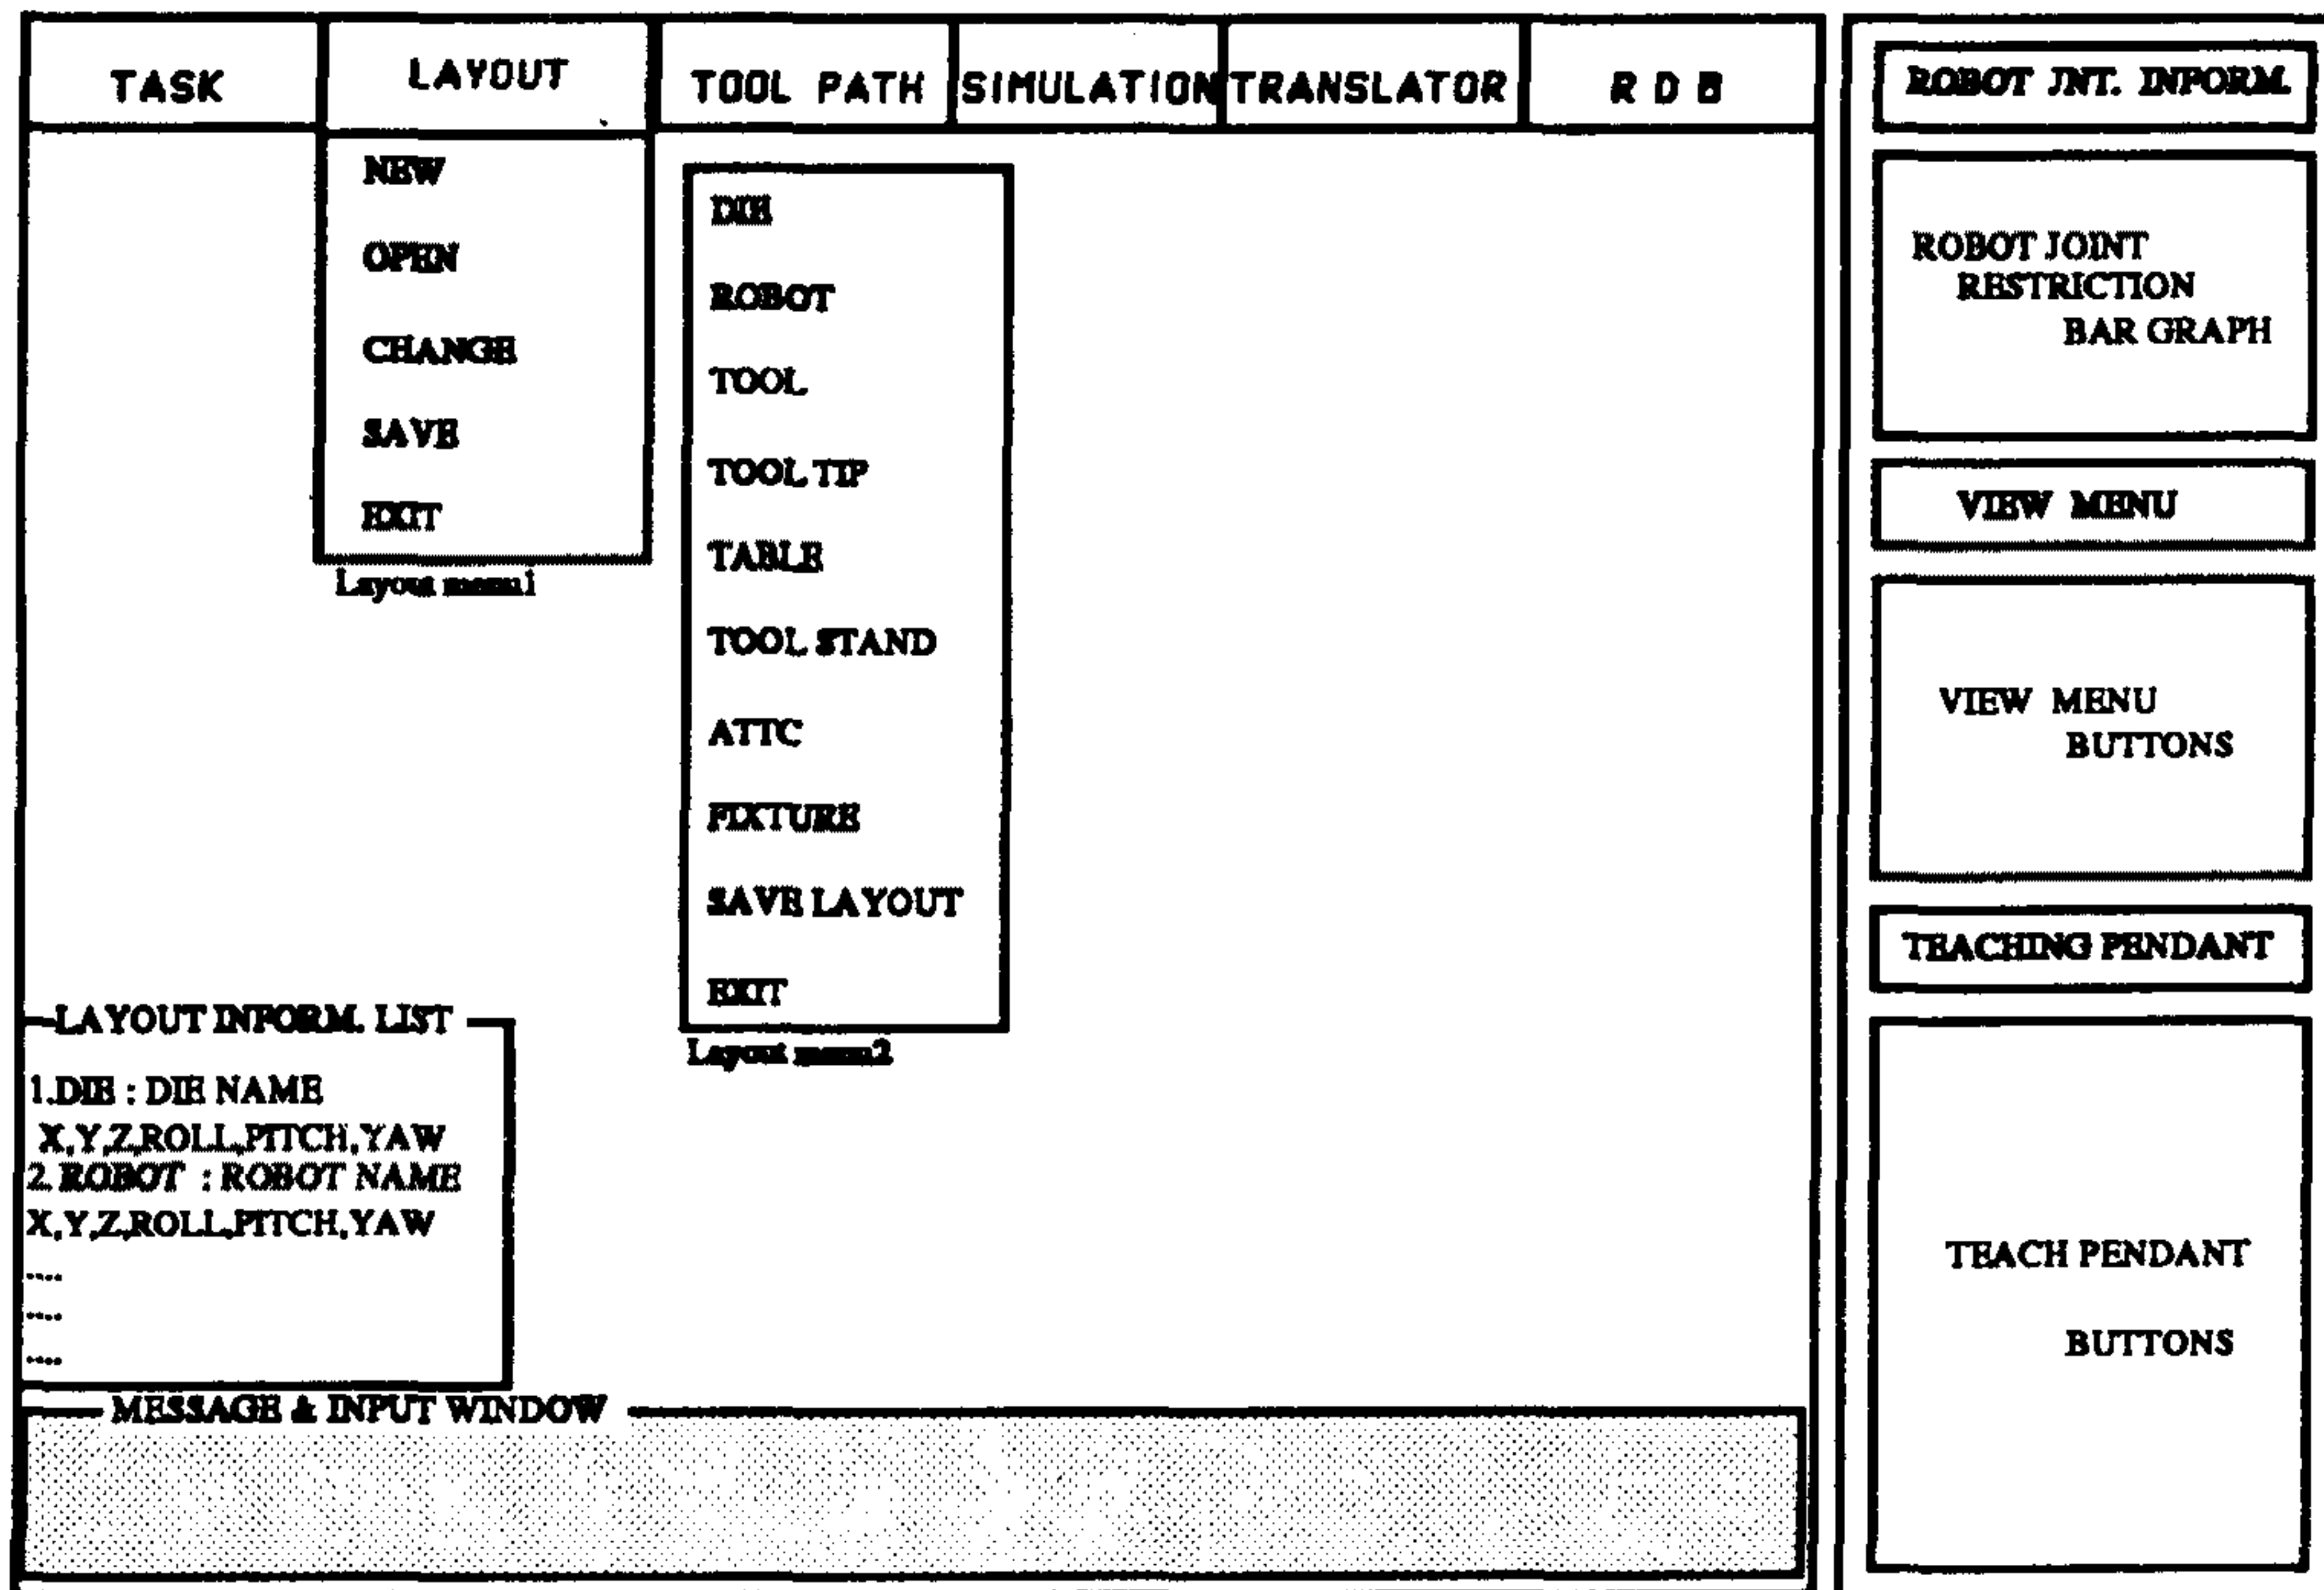 TASK
LAYOUT
TOOL PATH
SIMULATION
TRANSLATOR
R D B
NEW
OPEN
CHANGE
SAVE
EXIT
Layout menu1
DIE
ROBOT
TOOL
TOOL TIP
TABLE
TOOL STAND
ATTC
FIXTURE
SAVE LAYOUT
EXIT
Layout menu2
LAYOUT INFORM. LIST
1.DIE : DIE NAME
X,Y,Z,ROLL,PITCH,YAW
2. ROBOT : ROBOT NAME
X,Y,Z,ROLL,PITCH,YAW
....
....
....
MESSAGE & INPUT WINDOW
ROBOT JNT. INFORM.
ROBOT JOINT
RESTRICTION
BAR GRAPH
VIEW MENU
VIEW MENU
BUTTONS
TEACHING PENDANT
TEACH PENDANT
BUTTONS